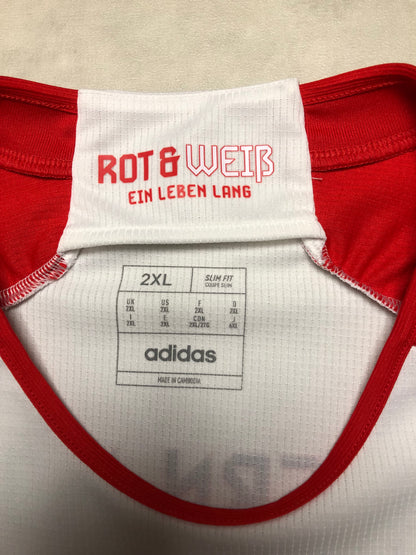 ROT & WEIß
EIN LEBEN LANG
2XL
SLIM FIT
COUPE SLIM
UK US F D
2XL 2XL 2XL 2XL
I E CDN J
2XL 2XL 2XL/2TG 4XL
adidas
MADE IN CAMBODIA